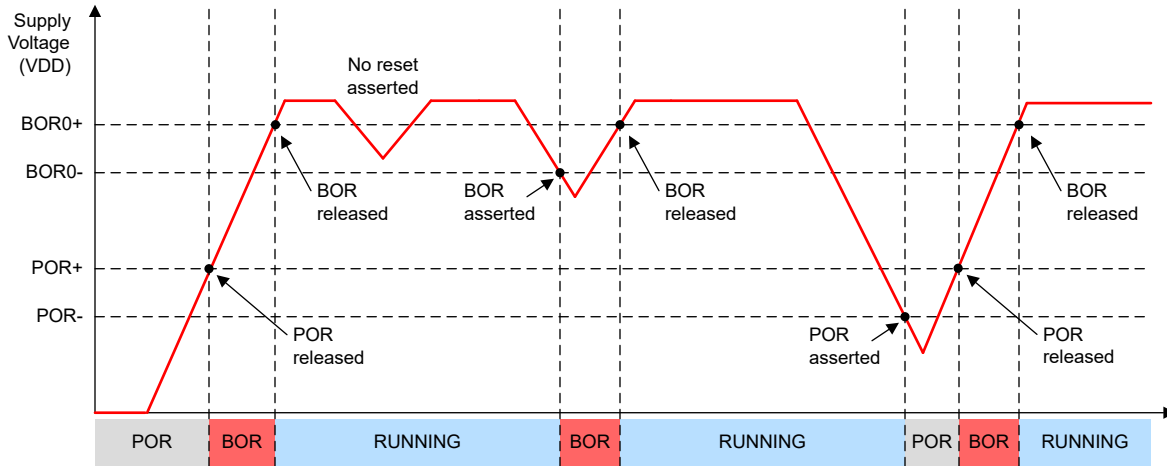 Supply
Voltage
(VDD)
No reset
asserted
BOR0+
BOR0-
BOR
released
BOR
asserted
BOR
released
BOR
released
POR+
POR-
POR
released
POR
asserted
POR
released
POR BOR RUNNING BOR RUNNING POR BOR RUNNING